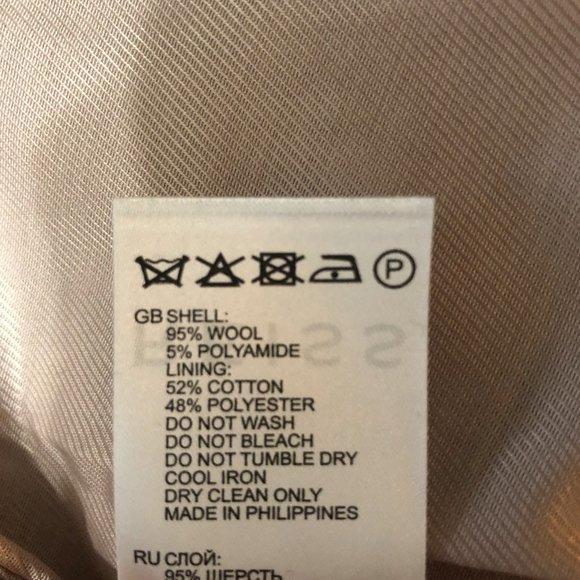 P
GB SHELL:
95% WOOL
5% POLYAMIDE
LINING:
52% COTTON
48% POLYESTER
DO NOT WASH
DO NOT BLEACH
DO NOT TUMBLE DRY
COOL IRON
DRY CLEAN ONLY
MADE IN PHILIPPINES
RU СЛОЙ:
95% ШЕРСТЬ